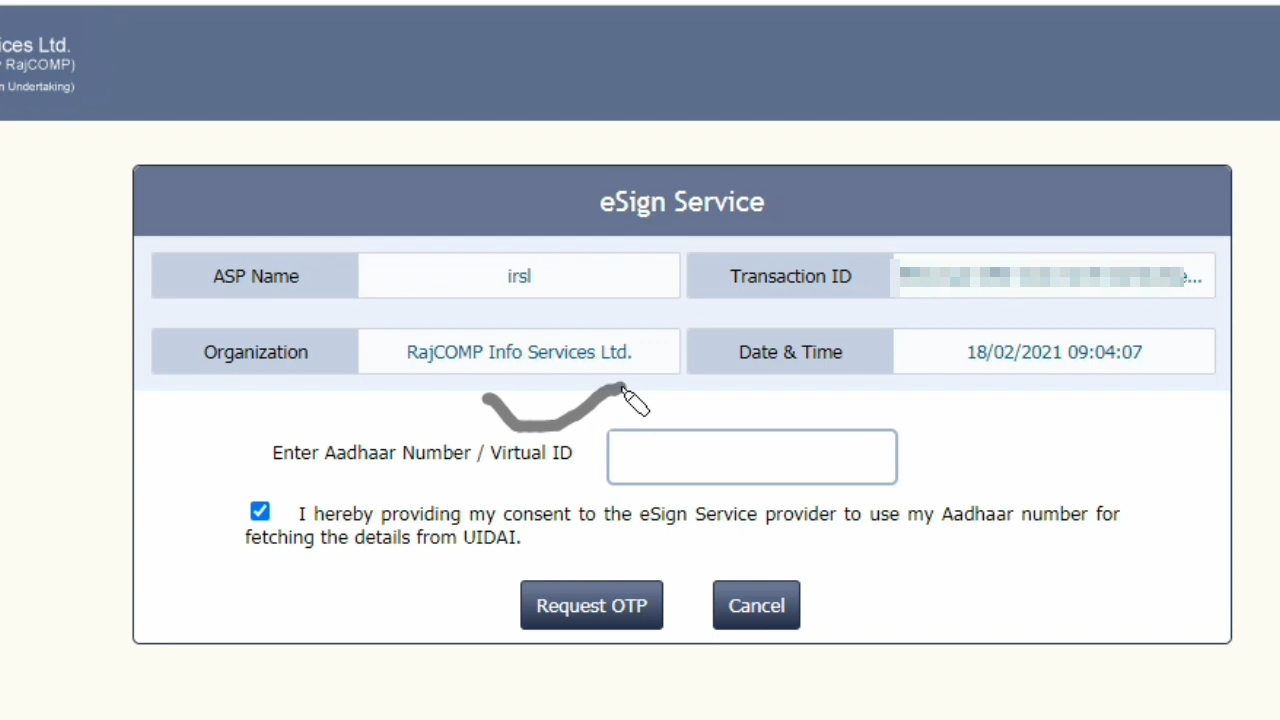 ices Ltd.
RajCOMP)
n Undertaking)
eSign Service
ASP Name irsl Transaction ID
Organization RajCOMP Info Services Ltd. Date & Time 18/02/2021 09:04:07
Enter Aadhaar Number / Virtual ID
I hereby providing my consent to the eSign Service provider to use my Aadhaar number for
fetching the details from UIDAI.
Request OTP Cancel